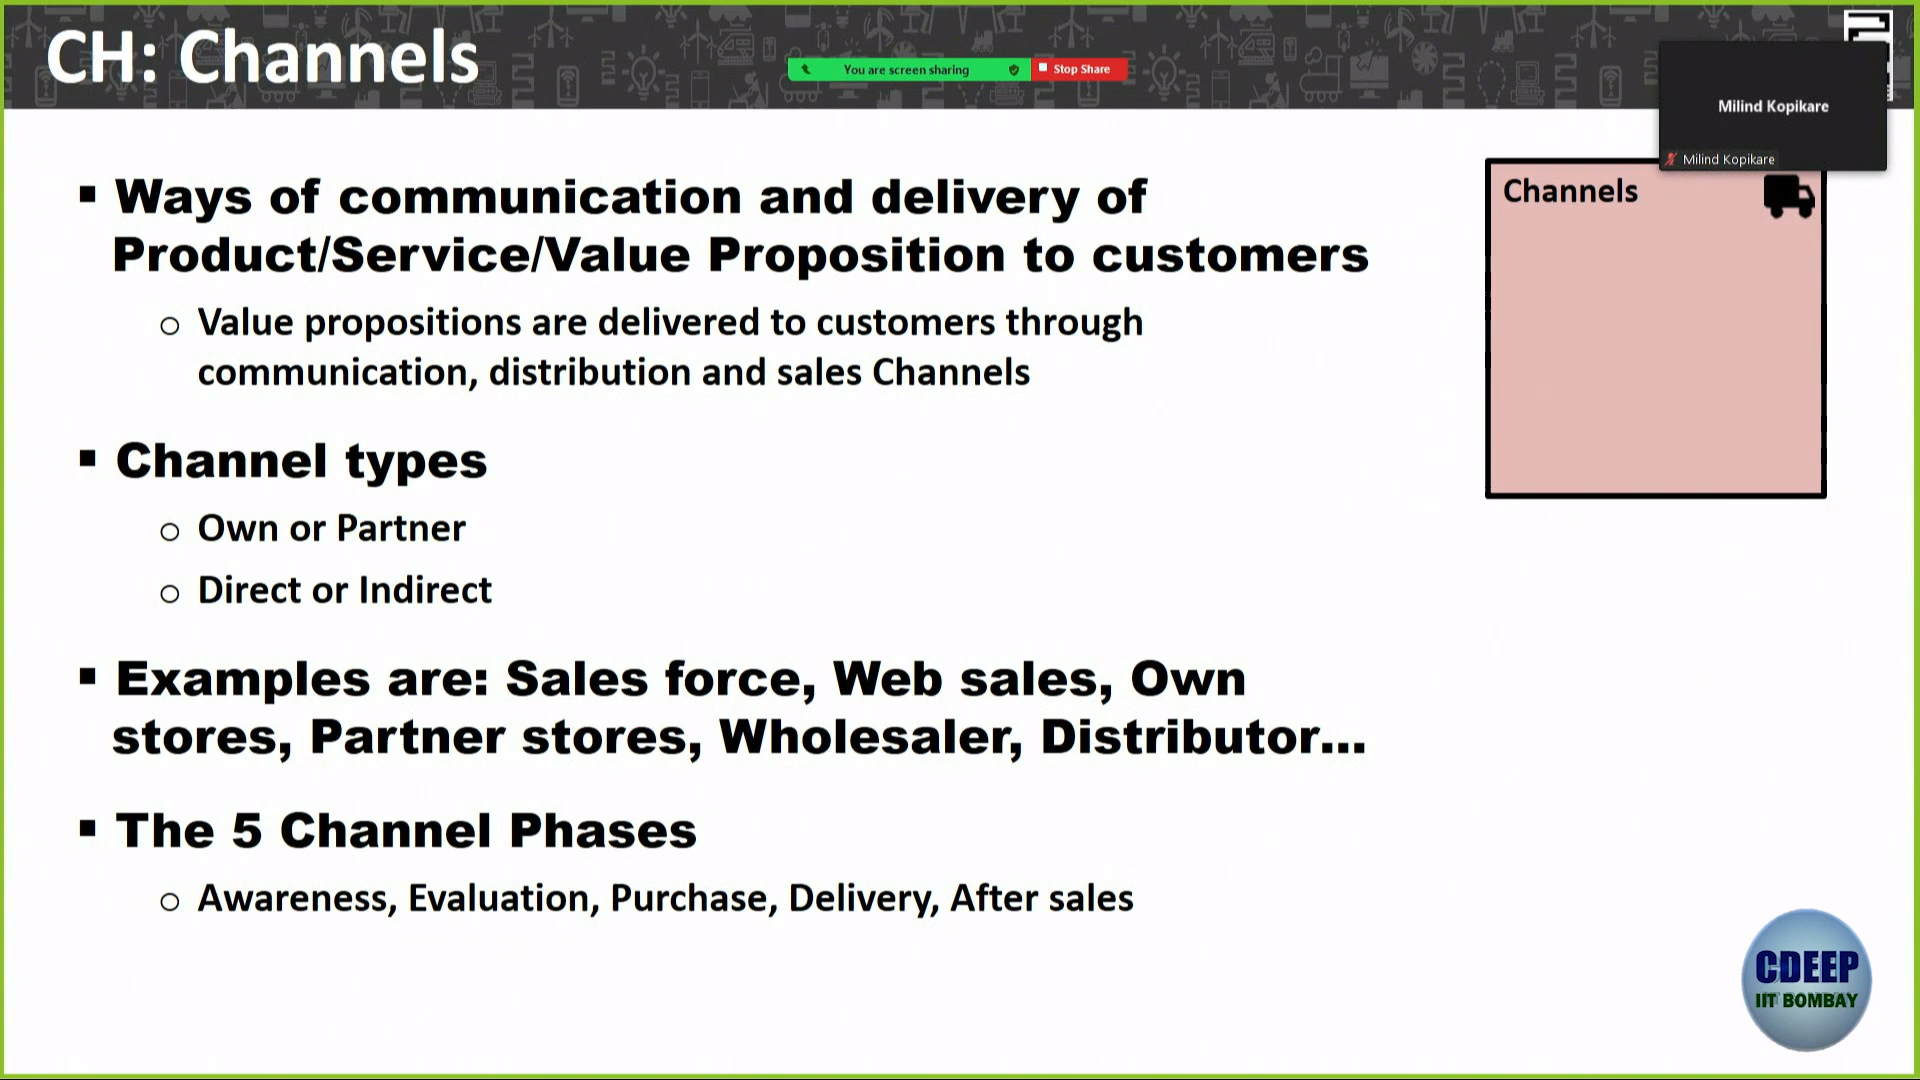 CH: Channels
You are screen sharing
Stop Share
Milind Kopikare
Milind Kopikare
▪ Ways of communication and delivery of
Product/Service/Value Proposition to customers
o Value propositions are delivered to customers through
communication, distribution and sales Channels
▪ Channel types
o Own or Partner
o Direct or Indirect
▪ Examples are: Sales force, Web sales, Own
stores, Partner stores, Wholesaler, Distributor...
▪ The 5 Channel Phases
o Awareness, Evaluation, Purchase, Delivery, After sales
Channels
CDEEP
IIT BOMBAY